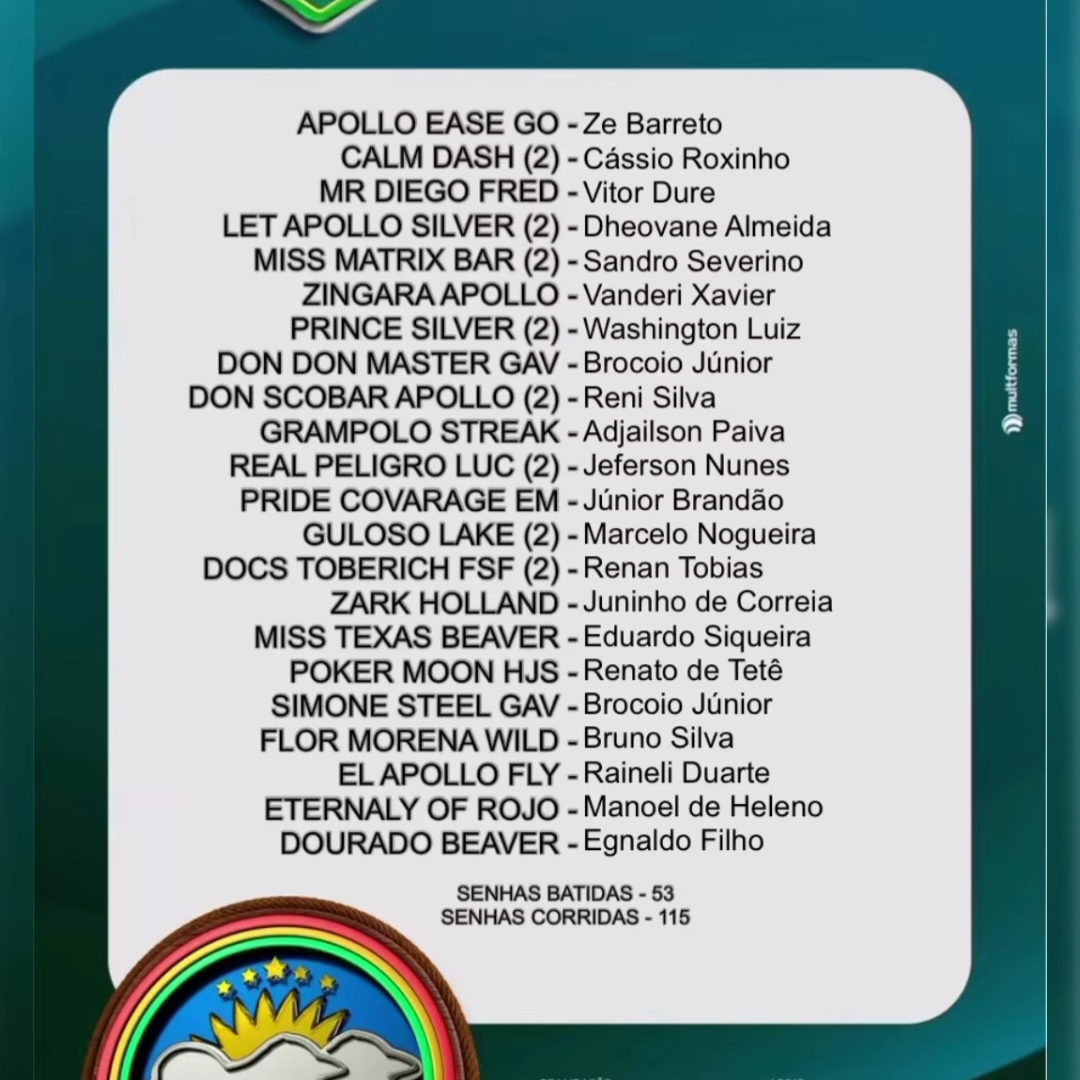 APOLLO EASE GO - Ze Barreto
CALM DASH (2) - Cássio Roxinho
MR DIEGO FRED - Vitor Dure
LET APOLLO SILVER (2) - Dheovane Almeida
MISS MATRIX BAR (2) - Sandro Severino
ZINGARA APOLLO - Vanderi Xavier
PRINCE SILVER (2) - Washington Luiz
DON DON MASTER GAV - Brocoio Júnior
DON SCOBAR APOLLO (2) - Reni Silva
GRAMPOLO STREAK - Adjailson Paiva
REAL PELIGRO LUC (2) - Jeferson Nunes
PRIDE COVARAGE EM - Júnior Brandão
GULOSO LAKE (2) - Marcelo Nogueira
DOCS TOBERICH FSF (2) - Renan Tobias
ZARK HOLLAND - Juninho de Correia
MISS TEXAS BEAVER - Eduardo Siqueira
POKER MOON HJS - Renato de Tetê
SIMONE STEEL GAV - Brocoio Júnior
FLOR MORENA WILD - Bruno Silva
EL APOLLO FLY - Raineli Duarte
ETERNALY OF ROJO - Manoel de Heleno
DOURADO BEAVER - Egnaldo Filho
SENHAS BATIDAS - 53
SENHAS CORRIDAS - 115
multformas